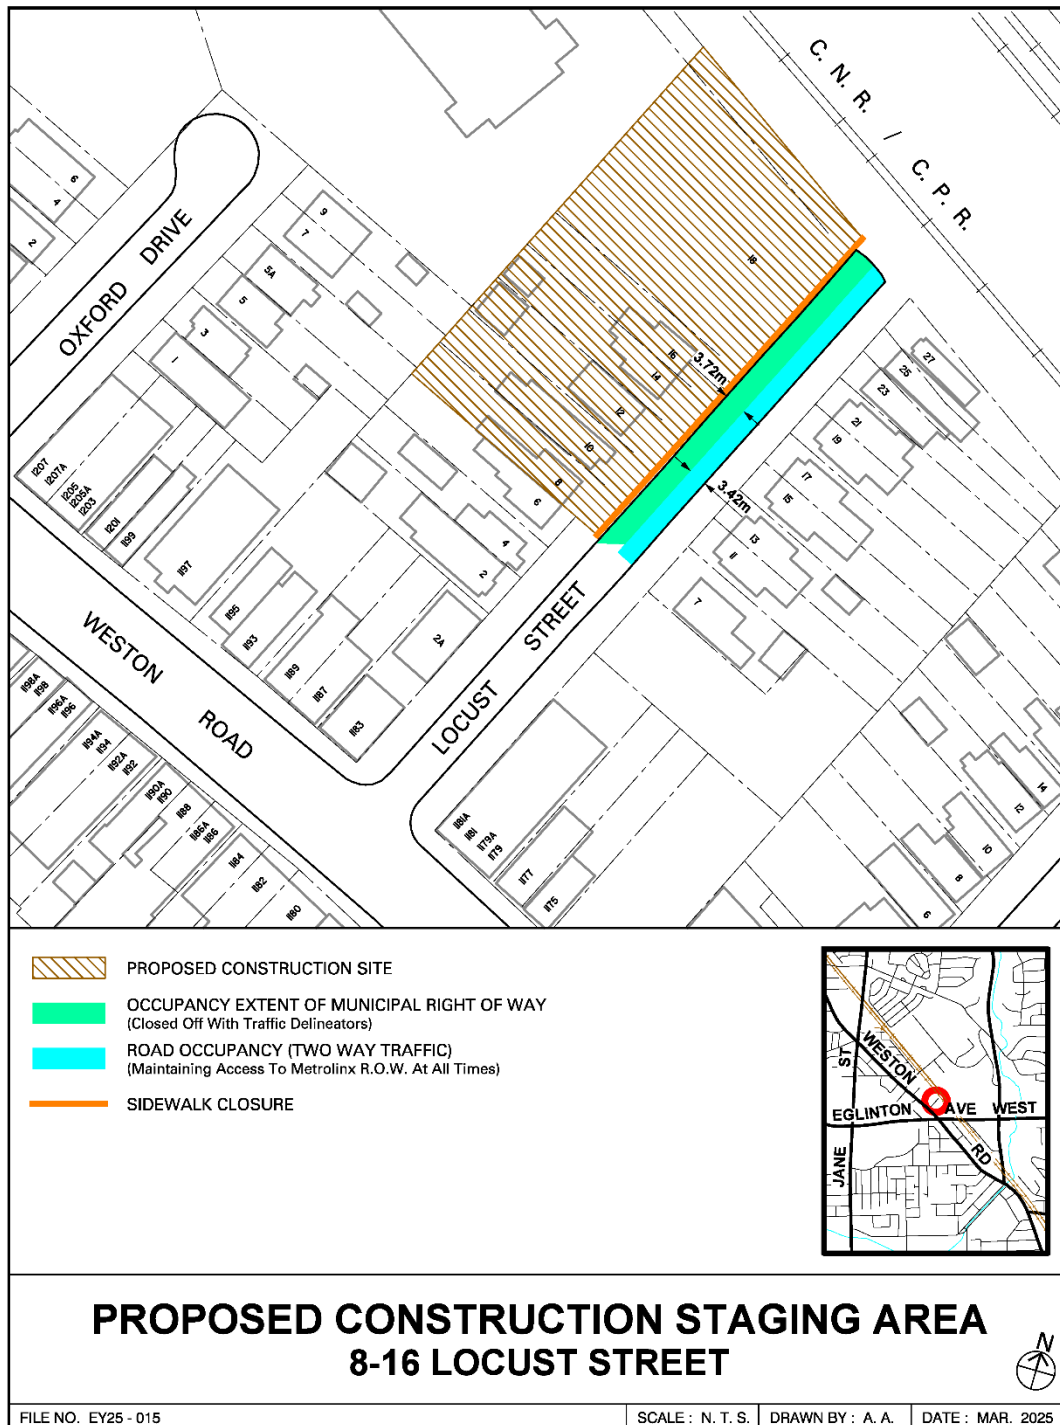 C. N. R. / C. P. R.
OXFORD DRIVE
6
4
2
9
7
5A
5
3
1
18
16
14
12
10
8
6
4
2
2A
3.72m
3.42m
27
25
23
21
19
17
15
13
11
7
1207
1207A
1205
1205A
1203
1201
1199
1197
1195
1193
1189
1187
1183
WESTON ROAD
LOCUST STREET
1198A
1198
1196A
1196
1194A
1194
1192A
1192
1190A
1190
1188
1186A
1186
1184
1182
1180
1181A
1181
1179A
1179
1177
1175
14
12
10
8
6
PROPOSED CONSTRUCTION SITE
OCCUPANCY EXTENT OF MUNICIPAL RIGHT OF WAY
(Closed Off With Traffic Delineators)
ROAD OCCUPANCY (TWO WAY TRAFFIC)
(Maintaining Access To Metrolinx R.O.W. At All Times)
SIDEWALK CLOSURE
WESTON RD
EGLINTON AVE WEST
JANE ST
PROPOSED CONSTRUCTION STAGING AREA
8-16 LOCUST STREET
N
FILE NO. EY25 - 015
SCALE : N. T. S.
DRAWN BY : A. A.
DATE : MAR. 2025